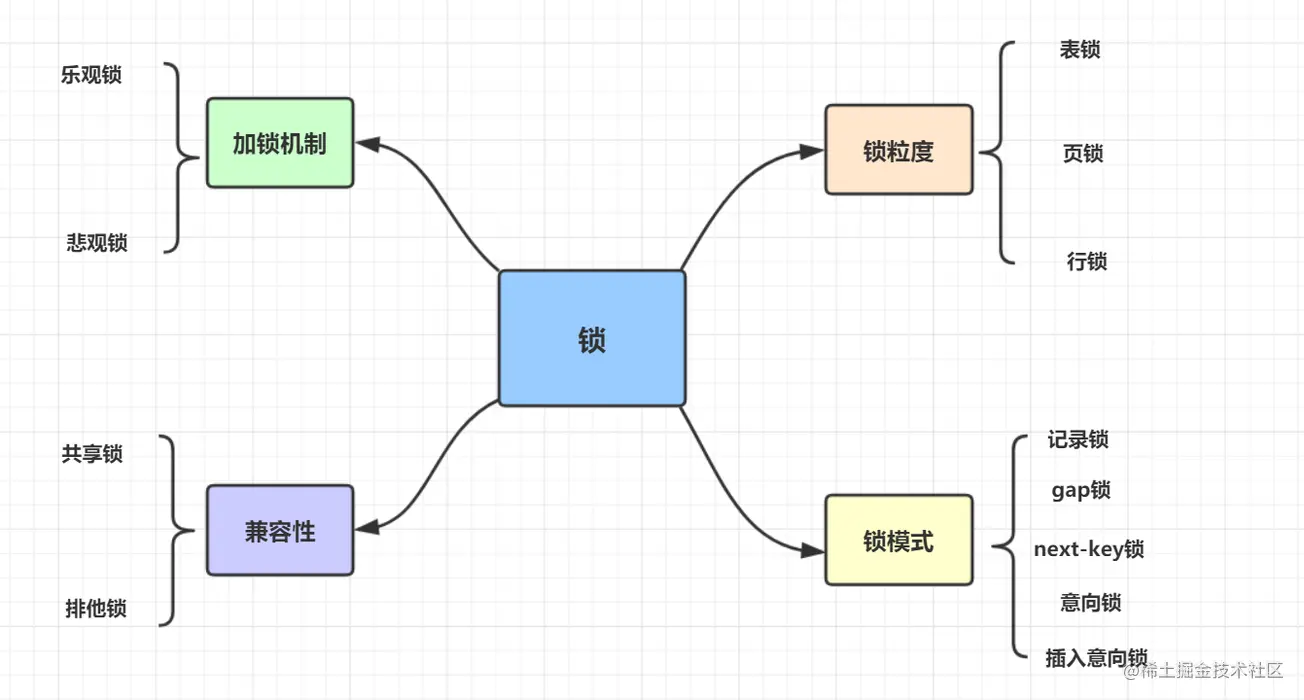 乐观锁
加锁机制
悲观锁
表锁
锁粒度
页锁
行锁
锁
共享锁
兼容性
排他锁
记录锁
gap锁
锁模式
next-key锁
意向锁
插入意向锁
@稀土掘金技术社区